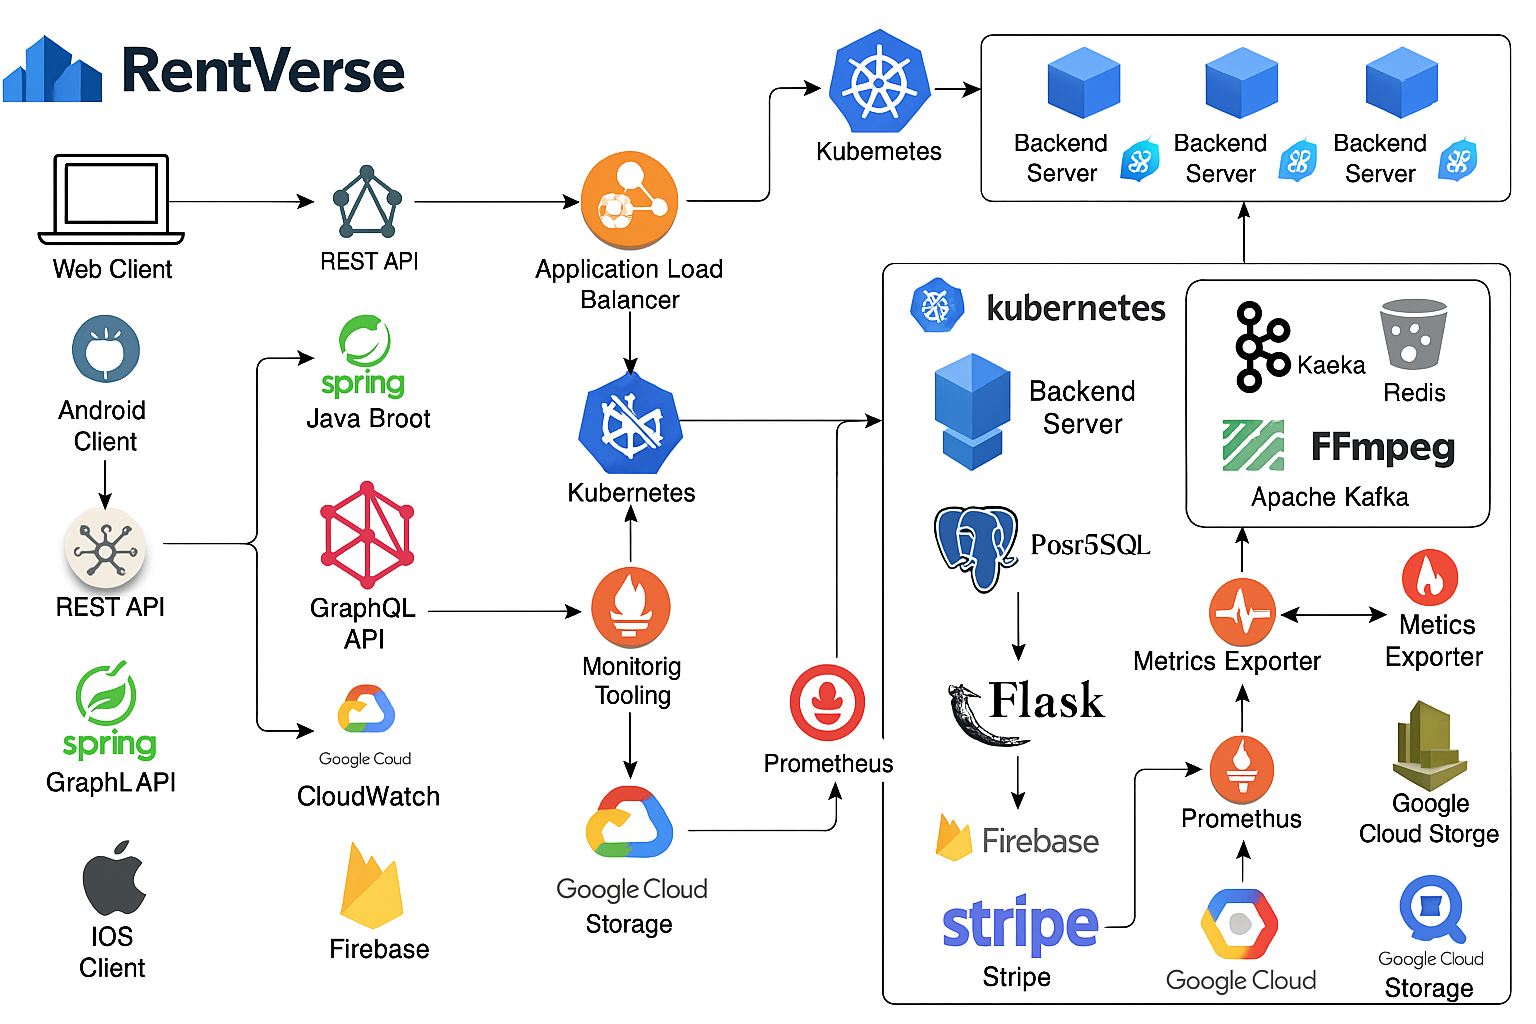 RentVerse
Web Client
REST API
Application Load
Balancer
Kubemetes
Backend
Server
Backend
Server
Backend
Server
Android
Client
REST API
spring
GraphL API
IOS
Client
spring
Java Broot
GraphQL
API
Google Coud
CloudWatch
Firebase
Kubernetes
Monitorig
Tooling
Google Cloud
Storage
Prometheus
kubernetes
Backend
Server
Posr5SQL
Flask
Firebase
stripe
Stripe
Kaeka
Redis
FFmpeg
Apache Kafka
Metrics Exporter
Metics
Exporter
Promethus
Google Cloud
Google
Cloud Storge
Google Cloud
Storage